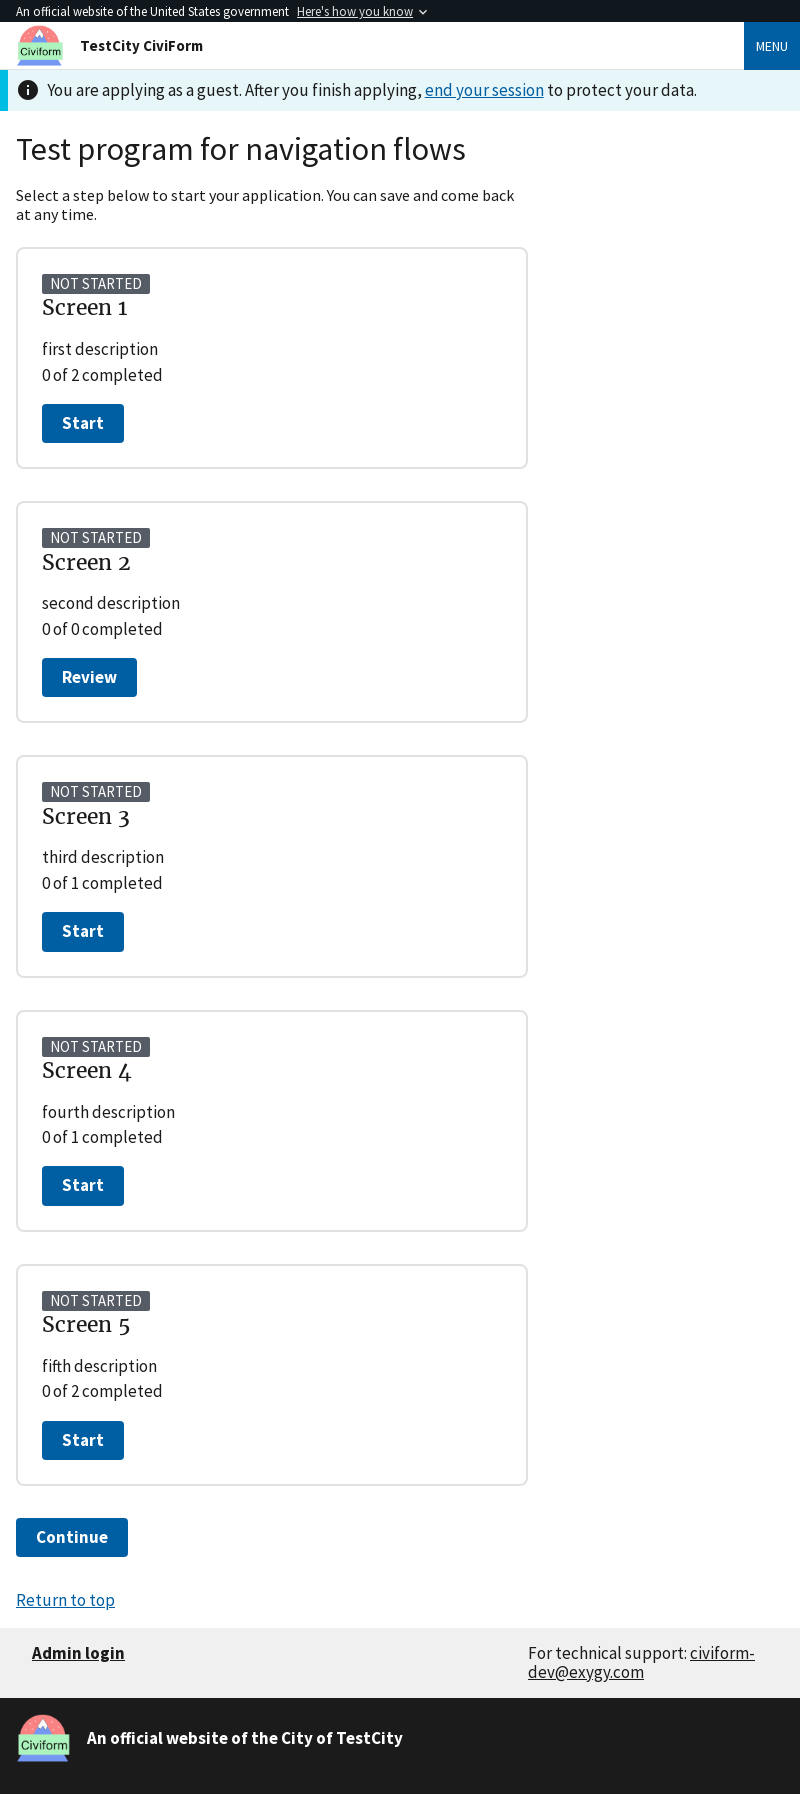 An official website of the United States government Here's how you know
Civiform TestCity CiviForm MENU
You are applying as a guest. After you finish applying, end your session to protect your data.
Test program for navigation flows
Select a step below to start your application. You can save and come back
at any time.
NOT STARTED
Screen 1
first description
0 of 2 completed
Start
NOT STARTED
Screen 2
second description
0 of 0 completed
Review
NOT STARTED
Screen 3
third description
0 of 1 completed
Start
NOT STARTED
Screen 4
fourth description
0 of 1 completed
Start
NOT STARTED
Screen 5
fifth description
0 of 2 completed
Start
Continue
Return to top
Admin login
For technical support: civiform-
dev@exygy.com
Civiform An official website of the City of TestCity